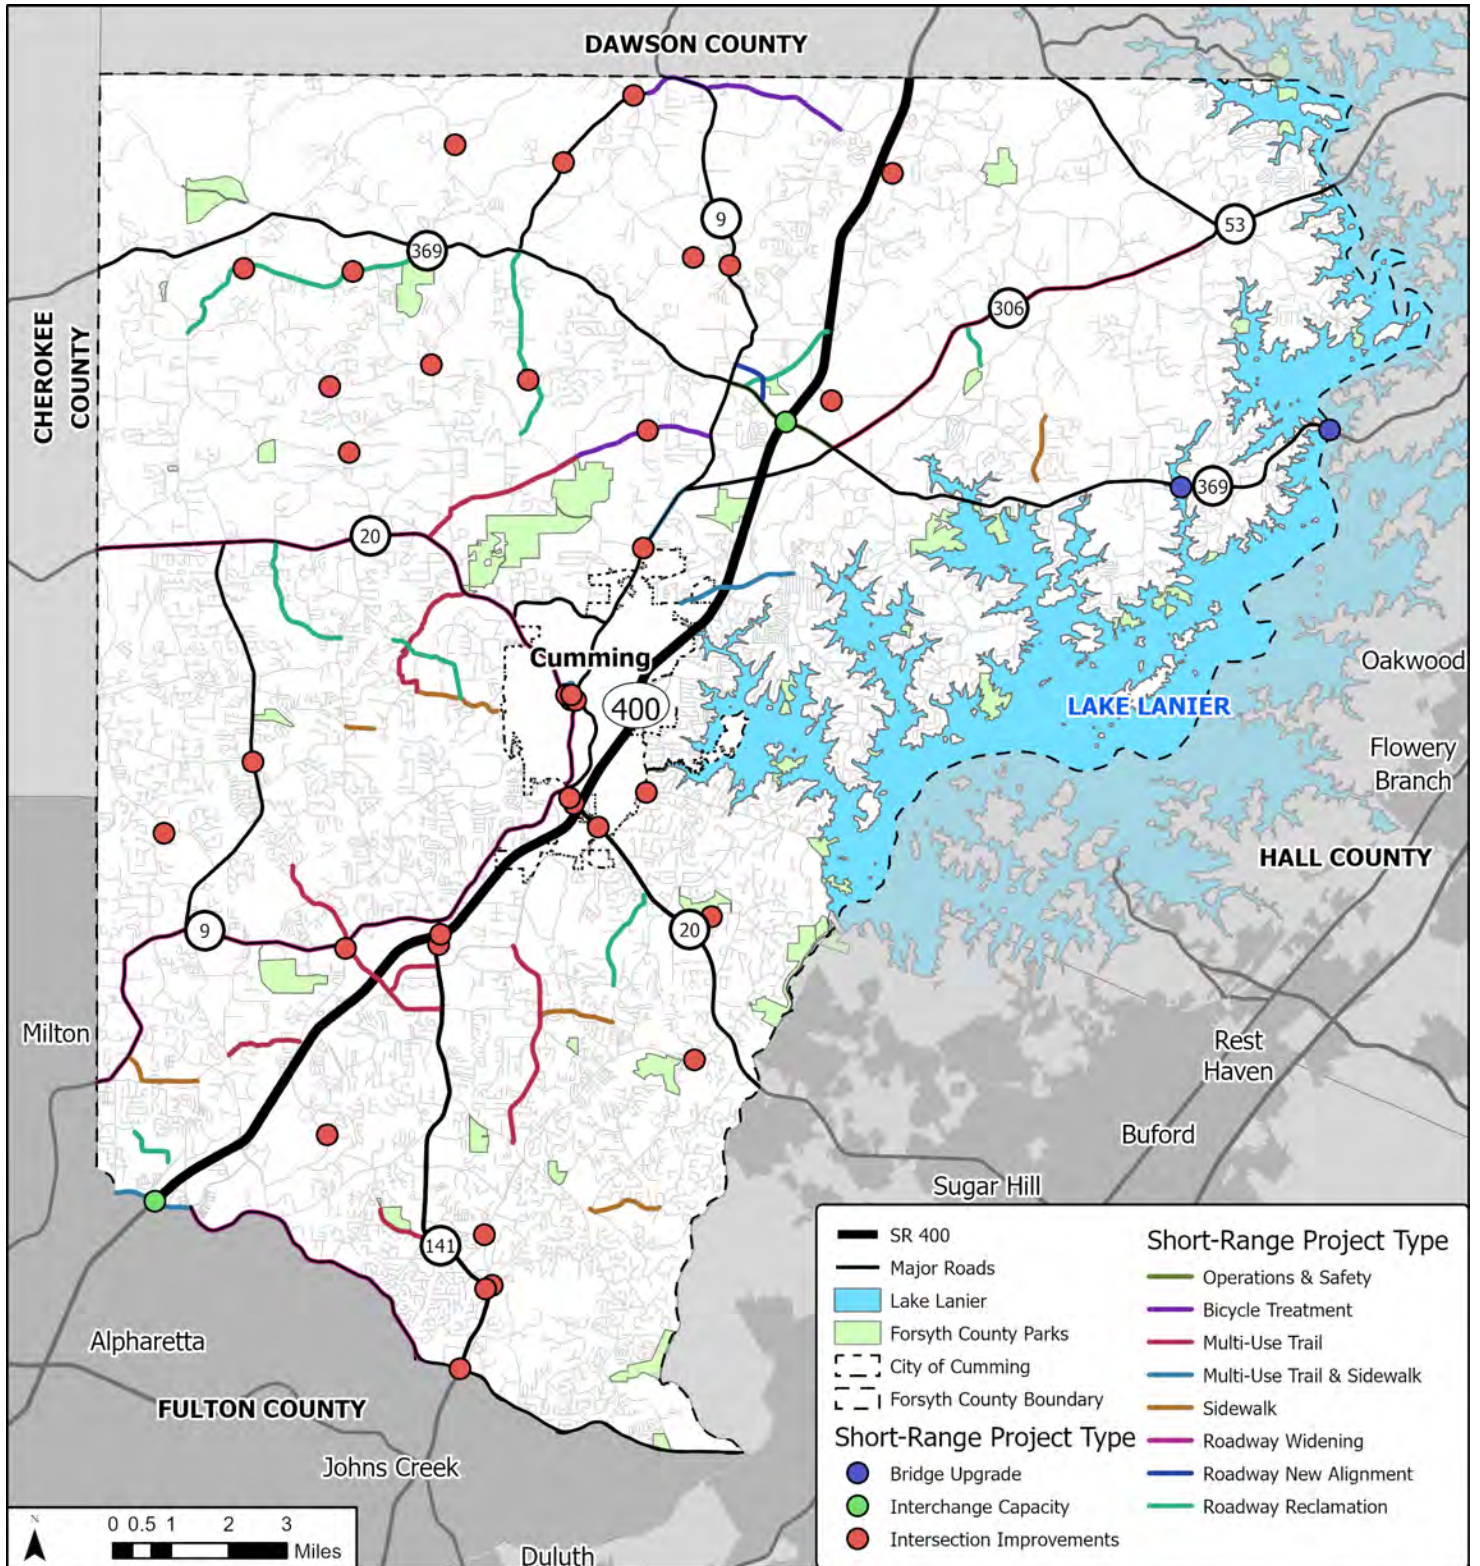 DAWSON COUNTY
9
53
369
306
CHEROKEE
COUNTY
369
20
Cumming
400
Oakwood
LAKE LANIER
Flowery
Branch
HALL COUNTY
9
20
Milton
Rest
Haven
Buford
Sugar Hill
141
Alpharetta
FULTON COUNTY
Johns Creek
Duluth
SR 400
Major Roads
Lake Lanier
Forsyth County Parks
City of Cumming
Forsyth County Boundary
Short-Range Project Type
Bridge Upgrade
Interchange Capacity
Intersection Improvements
Short-Range Project Type
Operations & Safety
Bicycle Treatment
Multi-Use Trail
Multi-Use Trail & Sidewalk
Sidewalk
Roadway Widening
Roadway New Alignment
Roadway Reclamation
N
0 0.5 1 2 3
Miles